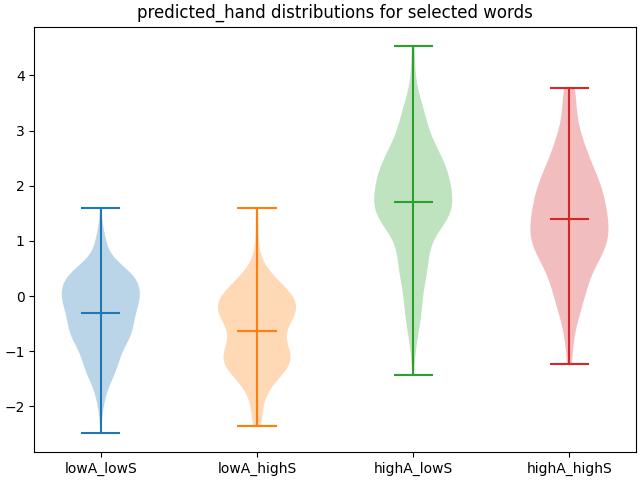 predicted_hand distributions for selected words
4
3
2
1
0
−1
−2
lowA_lowS
lowA_highS
highA_lowS
highA_highS